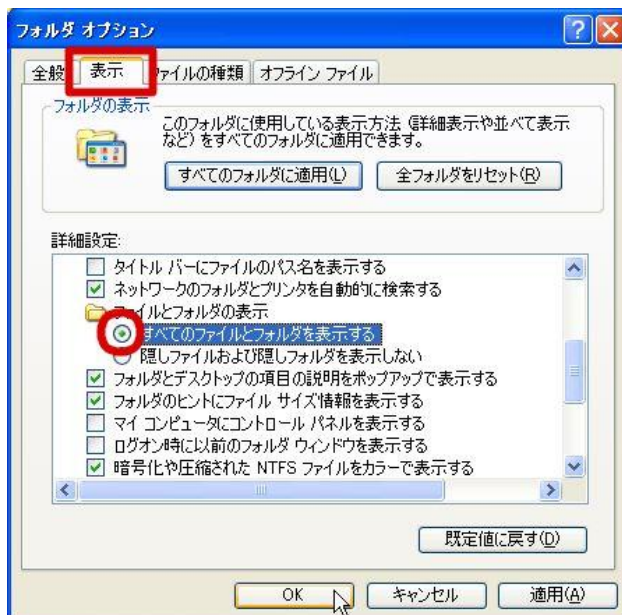 フォルダ オプション
全般 表示 ファイルの種類 オフライン ファイル
フォルダの表示
このフォルダに使用している表示方法 (詳細表示や並べて表示
など) をすべてのフォルダに適用できます。
すべてのフォルダに適用(L) 全フォルダをリセット(R)
詳細設定:
タイトル バーにファイルのパス名を表示する
ネットワークのフォルダとプリンタを自動的に検索する
ファイルとフォルダの表示
すべてのファイルとフォルダを表示する
隠しファイルおよび隠しフォルダを表示しない
フォルダとデスクトップの項目の説明をポップアップで表示する
フォルダのヒントにファイル サイズ情報を表示する
マイ コンピュータにコントロール パネルを表示する
ログオン時に以前のフォルダ ウィンドウを表示する
暗号化や圧縮された NTFS ファイルをカラーで表示する
既定値に戻す(D)
OK キャンセル 適用(A)